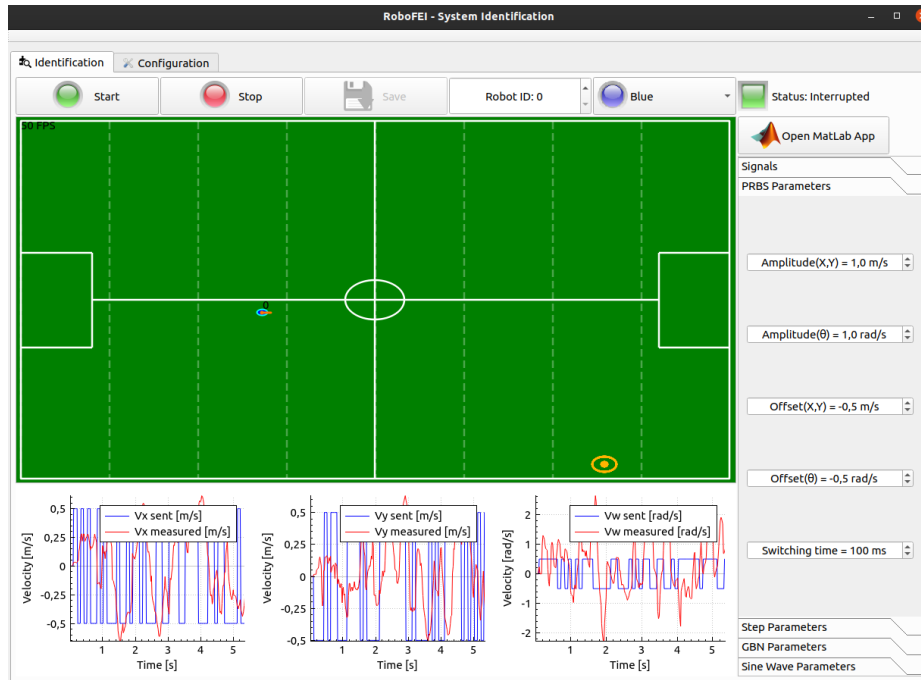 RoboFEI - System Identification
Identification
Configuration
Start
Stop
Save
Robot ID: 0
Blue
Status: Interrupted
50 FPS
Open MatLab App
Signals
PRBS Parameters
Amplitude(X,Y) = 1,0 m/s
0
Amplitude(θ) = 1,0 rad/s
Offset(X,Y) = -0,5 m/s
Offset(θ) = -0,5 rad/s
Switching time = 100 ms
Step Parameters
GBN Parameters
Sine Wave Parameters
Velocity [m/s]
0,5
0,25
0
-0,25
-0,5
Vx sent [m/s]
Vx measured [m/s]
1 2 3 4 5
Time [s]
Velocity [m/s]
0,5
0,25
0
-0,25
-0,5
Vy sent [m/s]
Vy measured [m/s]
1 2 3 4 5
Time [s]
Velocity [rad/s]
2
1
0
-1
-2
Vw sent [rad/s]
Vw measured [rad/s]
1 2 3 4 5
Time [s]